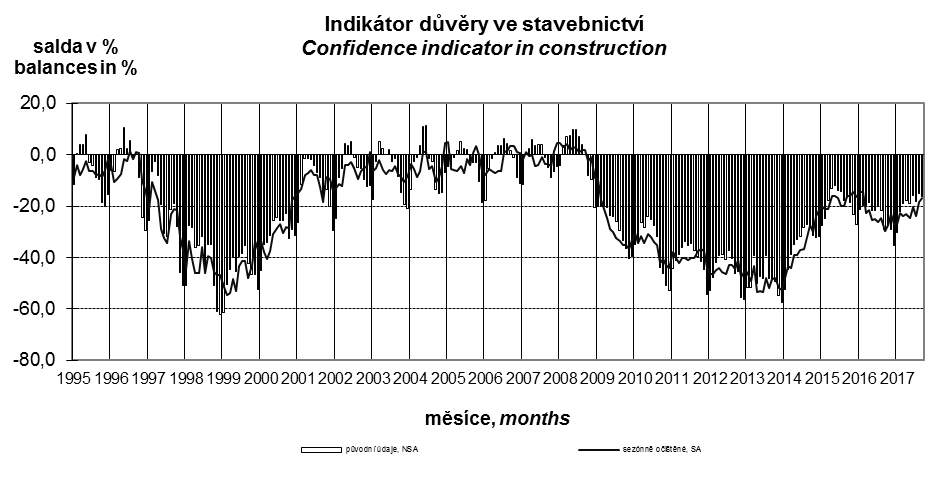 Indikátor důvěry ve stavebnictví
Confidence indicator in construction
salda v %
balances in %
20,0
0,0
-20,0
-40,0
-60,0
-80,0
1995 1996 1997 1998 1999 2000 2001 2002 2003 2004 2005 2006 2007 2008 2009 2010 2011 2012 2013 2014 2015 2016 2017
měsíce, months
původní údaje, NSA sezónně očištěné, SA